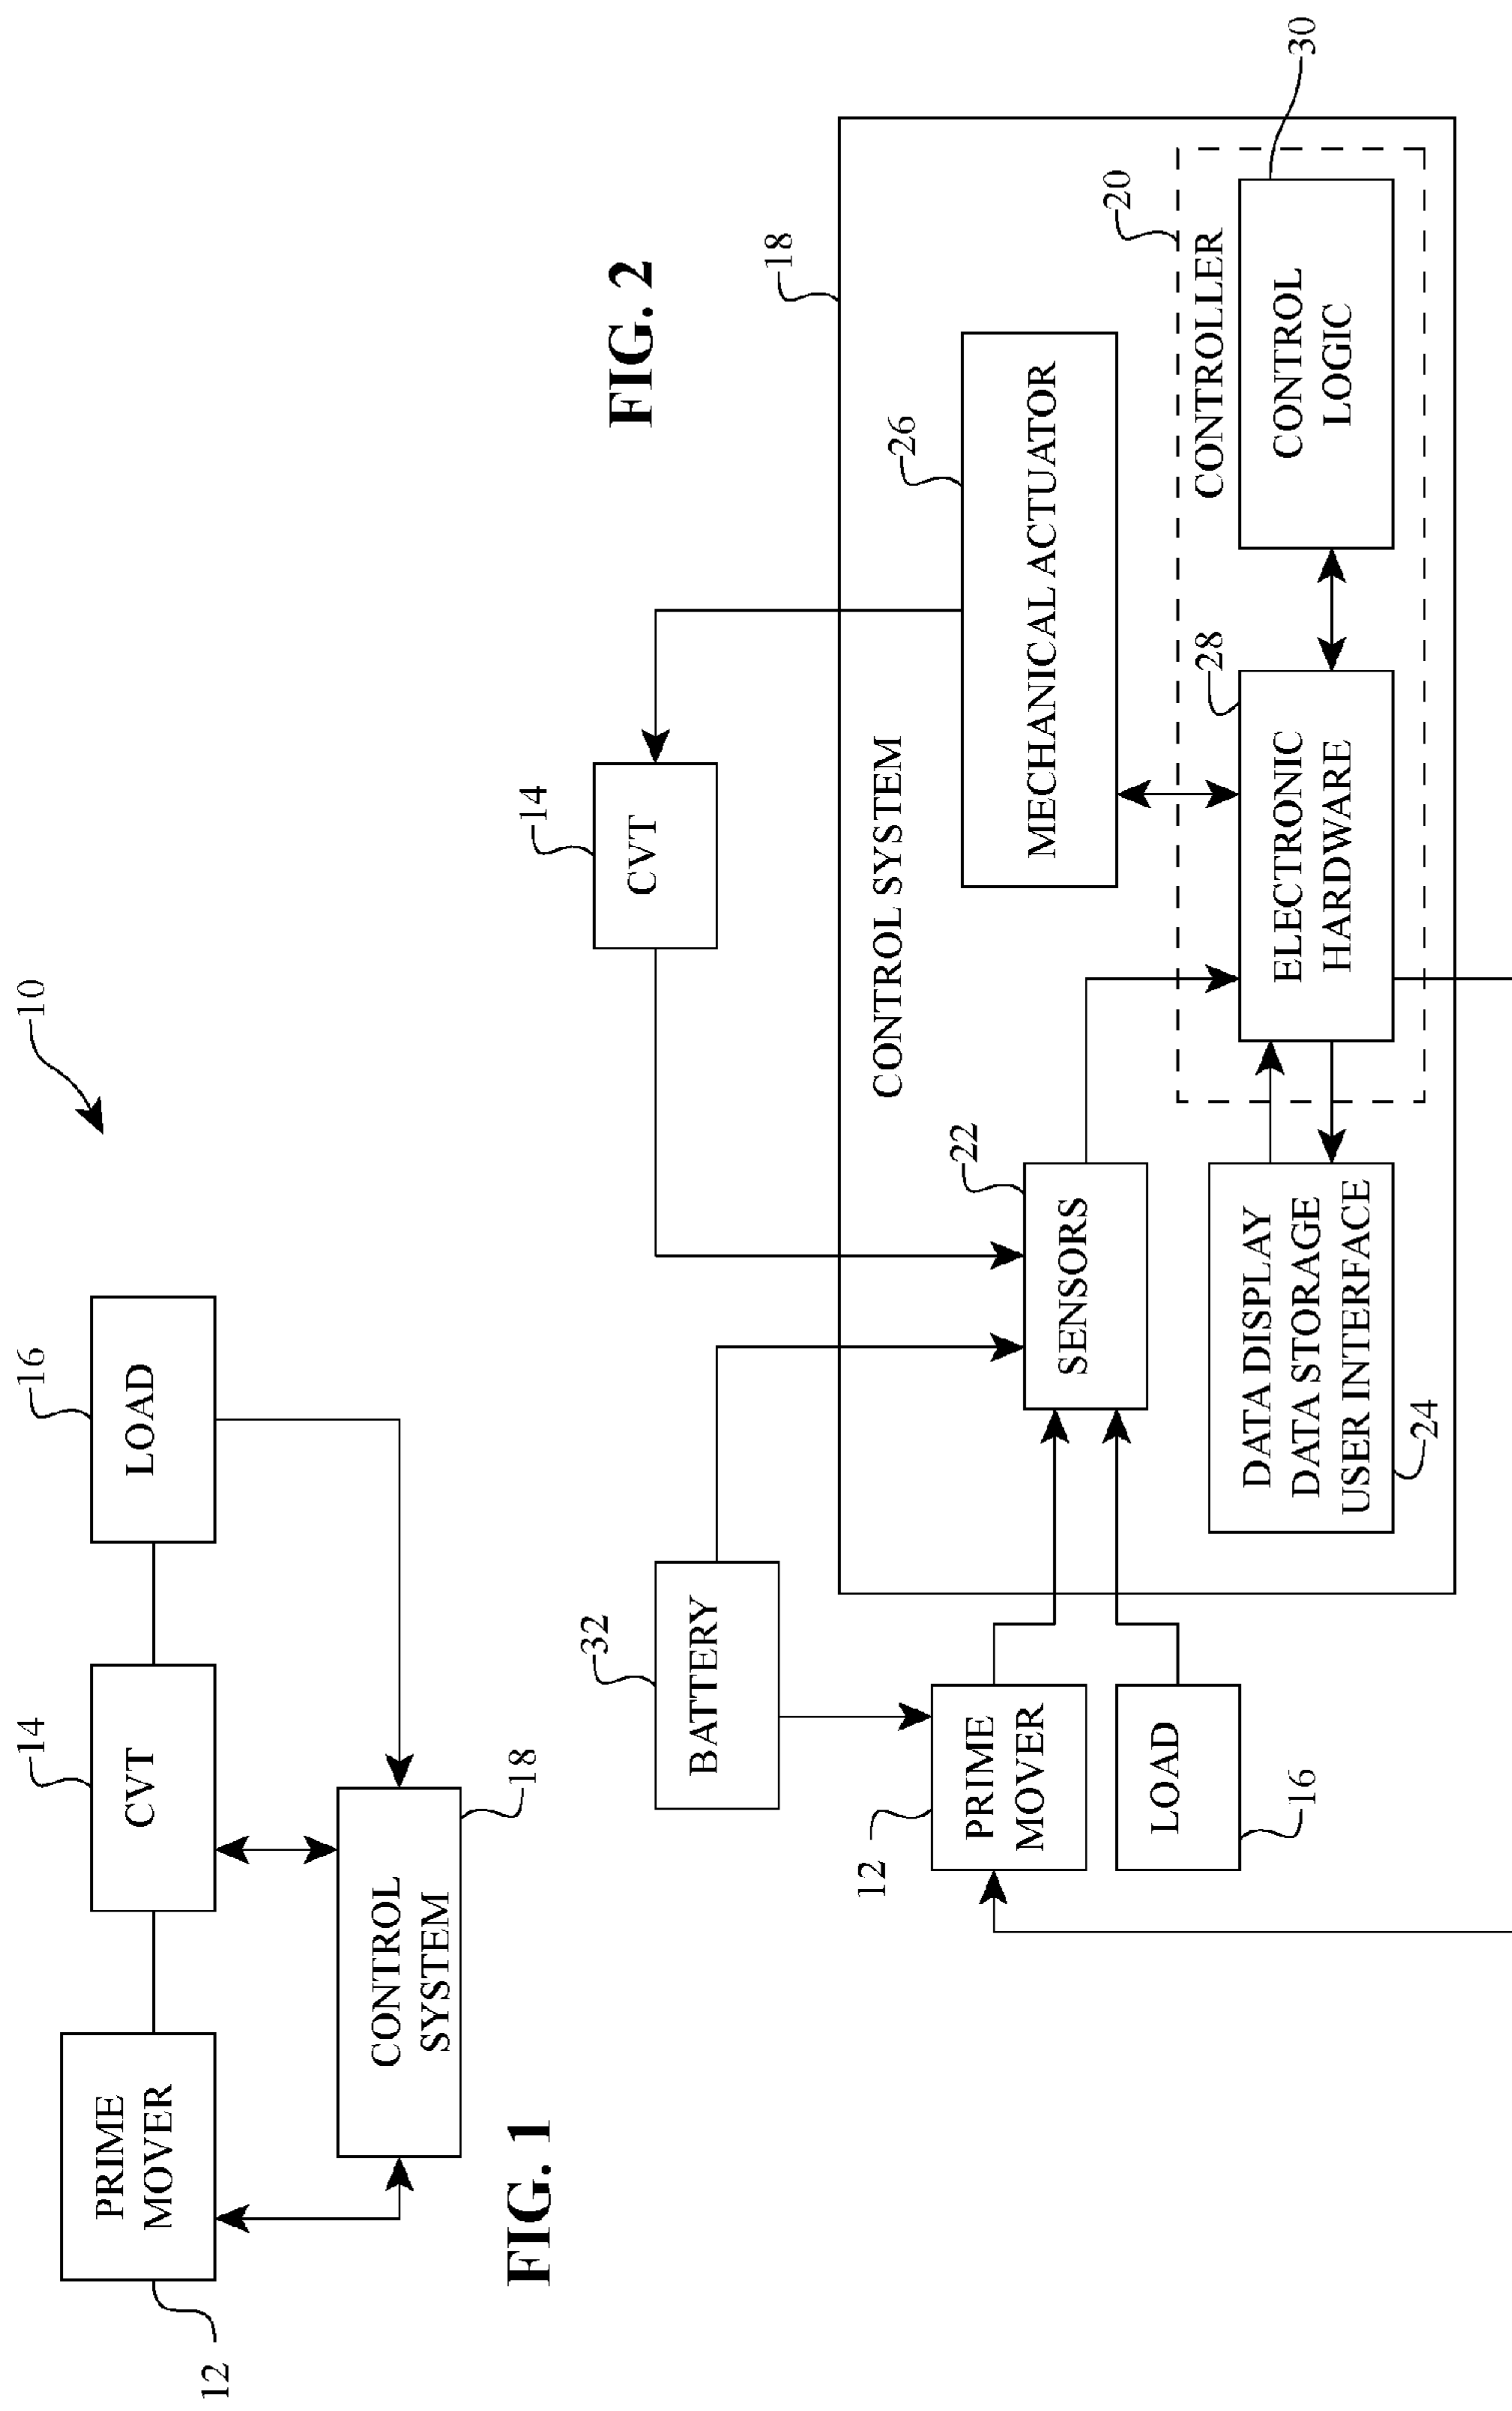 10
16
LOAD
14
CVT
PRIME
MOVER
12
CONTROL
SYSTEM
18
FIG. 1
FIG. 2
14
CVT
18
32
BATTERY
CONTROL SYSTEM
26
MECHANICAL ACTUATOR
22
SENSORS
12
PRIME
MOVER
LOAD
16
20
CONTROLLER
28
ELECTRONIC
HARDWARE
CONTROL
LOGIC
30
DATA DISPLAY
DATA STORAGE
USER INTERFACE
24